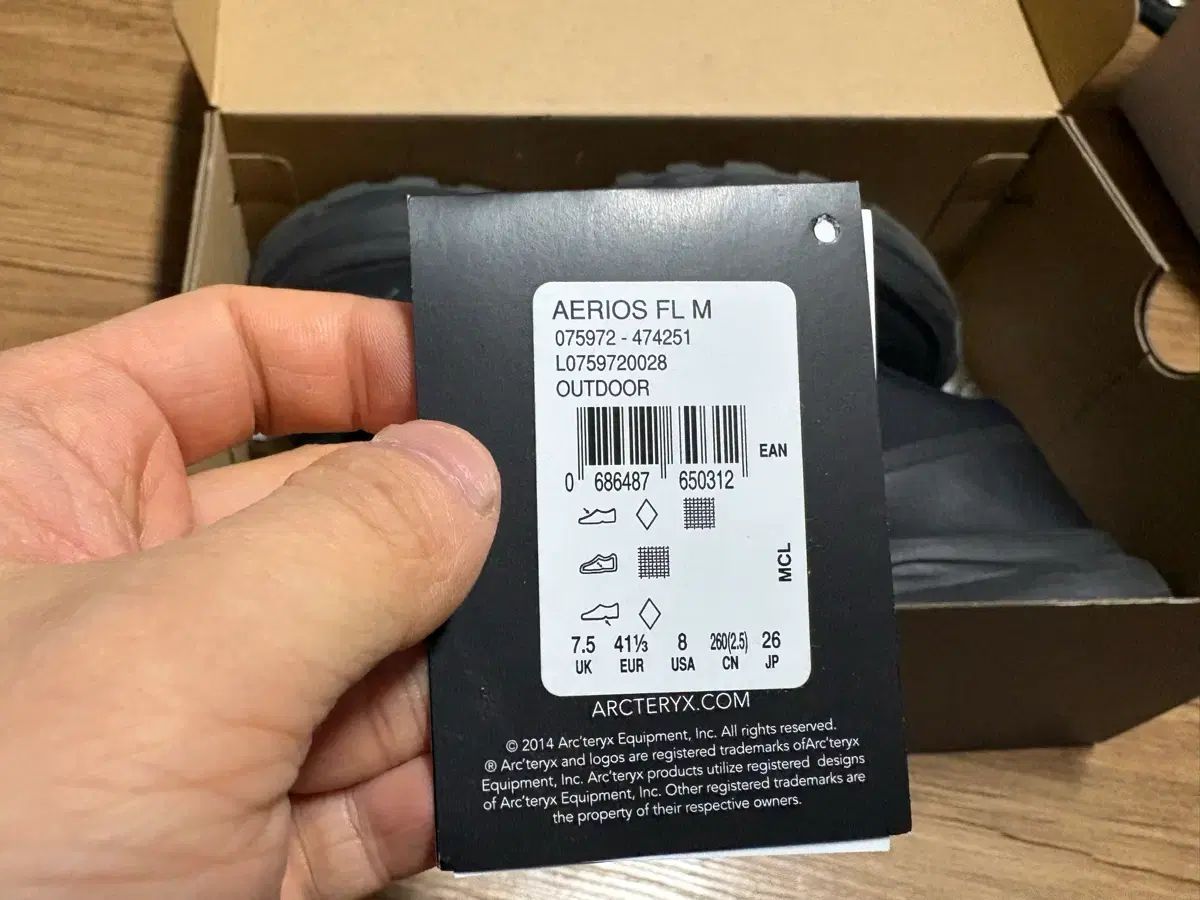 AERIOS FL M
075972 - 474251
L0759720028
OUTDOOR
EAN
0 686487 650312
MCL
7.5 41⅓ 8 260(2.5) 26
UK EUR USA CN JP
ARCTERYX.COM
© 2014 Arc'teryx Equipment, Inc. All rights reserved.
® Arc'teryx and logos are registered trademarks ofArc'teryx
Equipment, Inc. Arc'teryx products utilize registered designs
of Arc'teryx Equipment, Inc. Other registered trademarks are
the property of their respective owners.